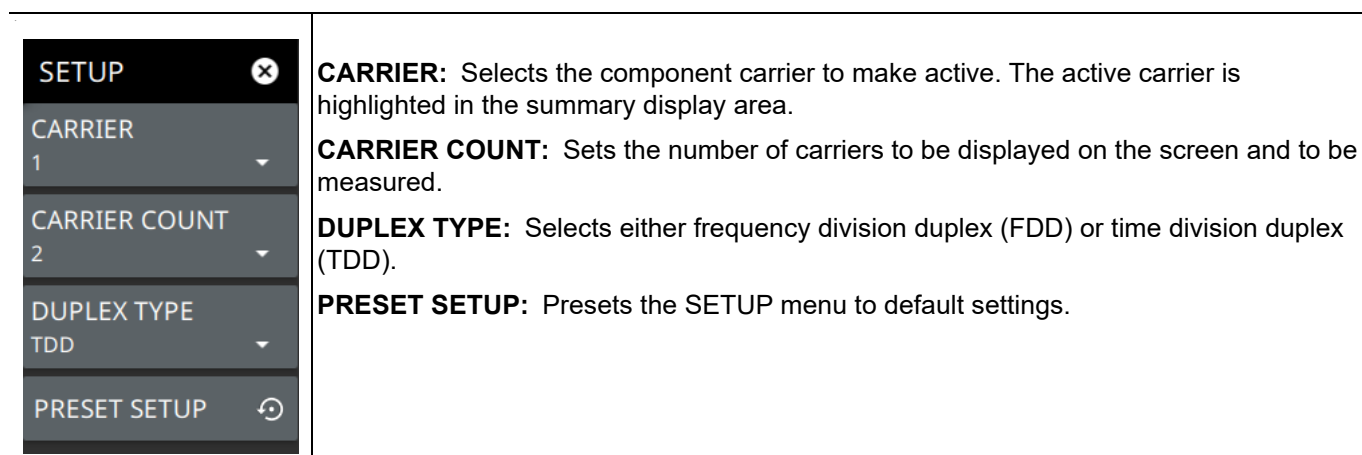 SETUP
CARRIER
1
CARRIER COUNT
2
DUPLEX TYPE
TDD
PRESET SETUP
CARRIER: Selects the component carrier to make active. The active carrier is
highlighted in the summary display area.
CARRIER COUNT: Sets the number of carriers to be displayed on the screen and to be
measured.
DUPLEX TYPE: Selects either frequency division duplex (FDD) or time division duplex
(TDD).
PRESET SETUP: Presets the SETUP menu to default settings.